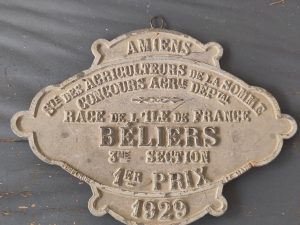 AMIENS
STÉ DES AGRICULTEURS DE LA SOMME
CONCOURS AGRLE DÉPTAL
RACE DE L'ILE DE FRANCE
BÉLIERS
3ME SECTION
1ER PRIX
1929